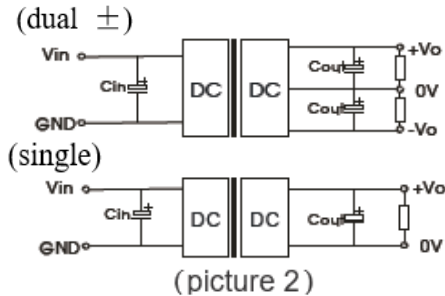 (dual ±)
Vin
Cin +
DC DC
Cout +
Cout +
+Vo
0V
-Vo
GND
(single)
Vin
Cin +
DC DC
Cout +
+Vo
0V
GND
(picture 2)